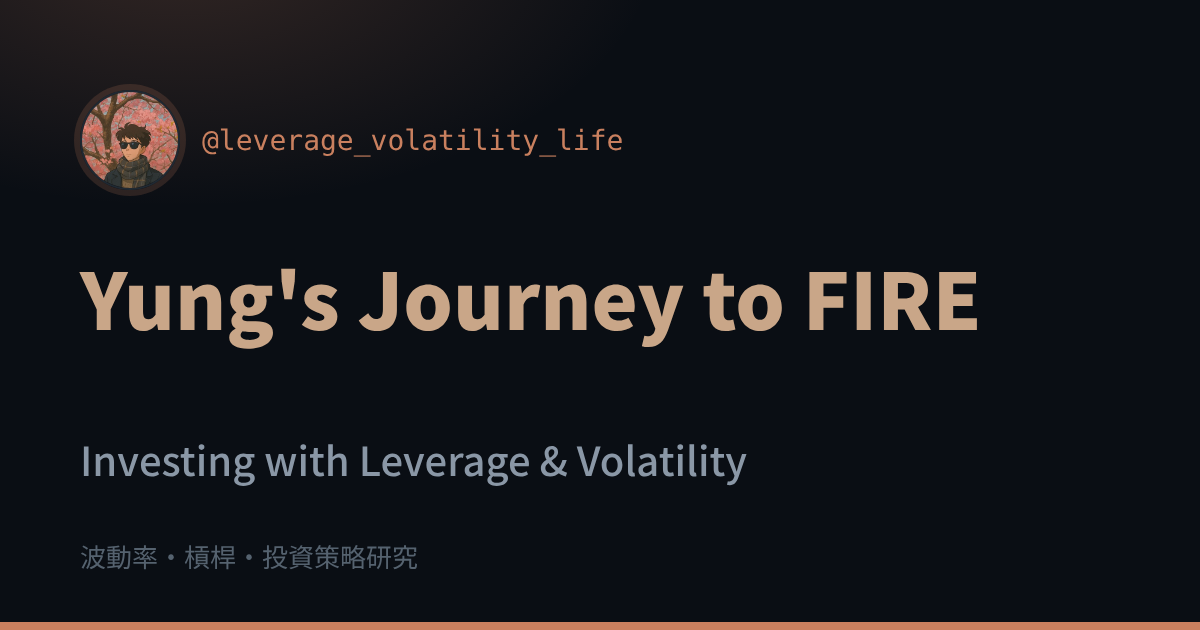 @leverage_volatility_life
Yung's Journey to FIRE
Investing with Leverage & Volatility
波動率・槓桿・投資策略研究